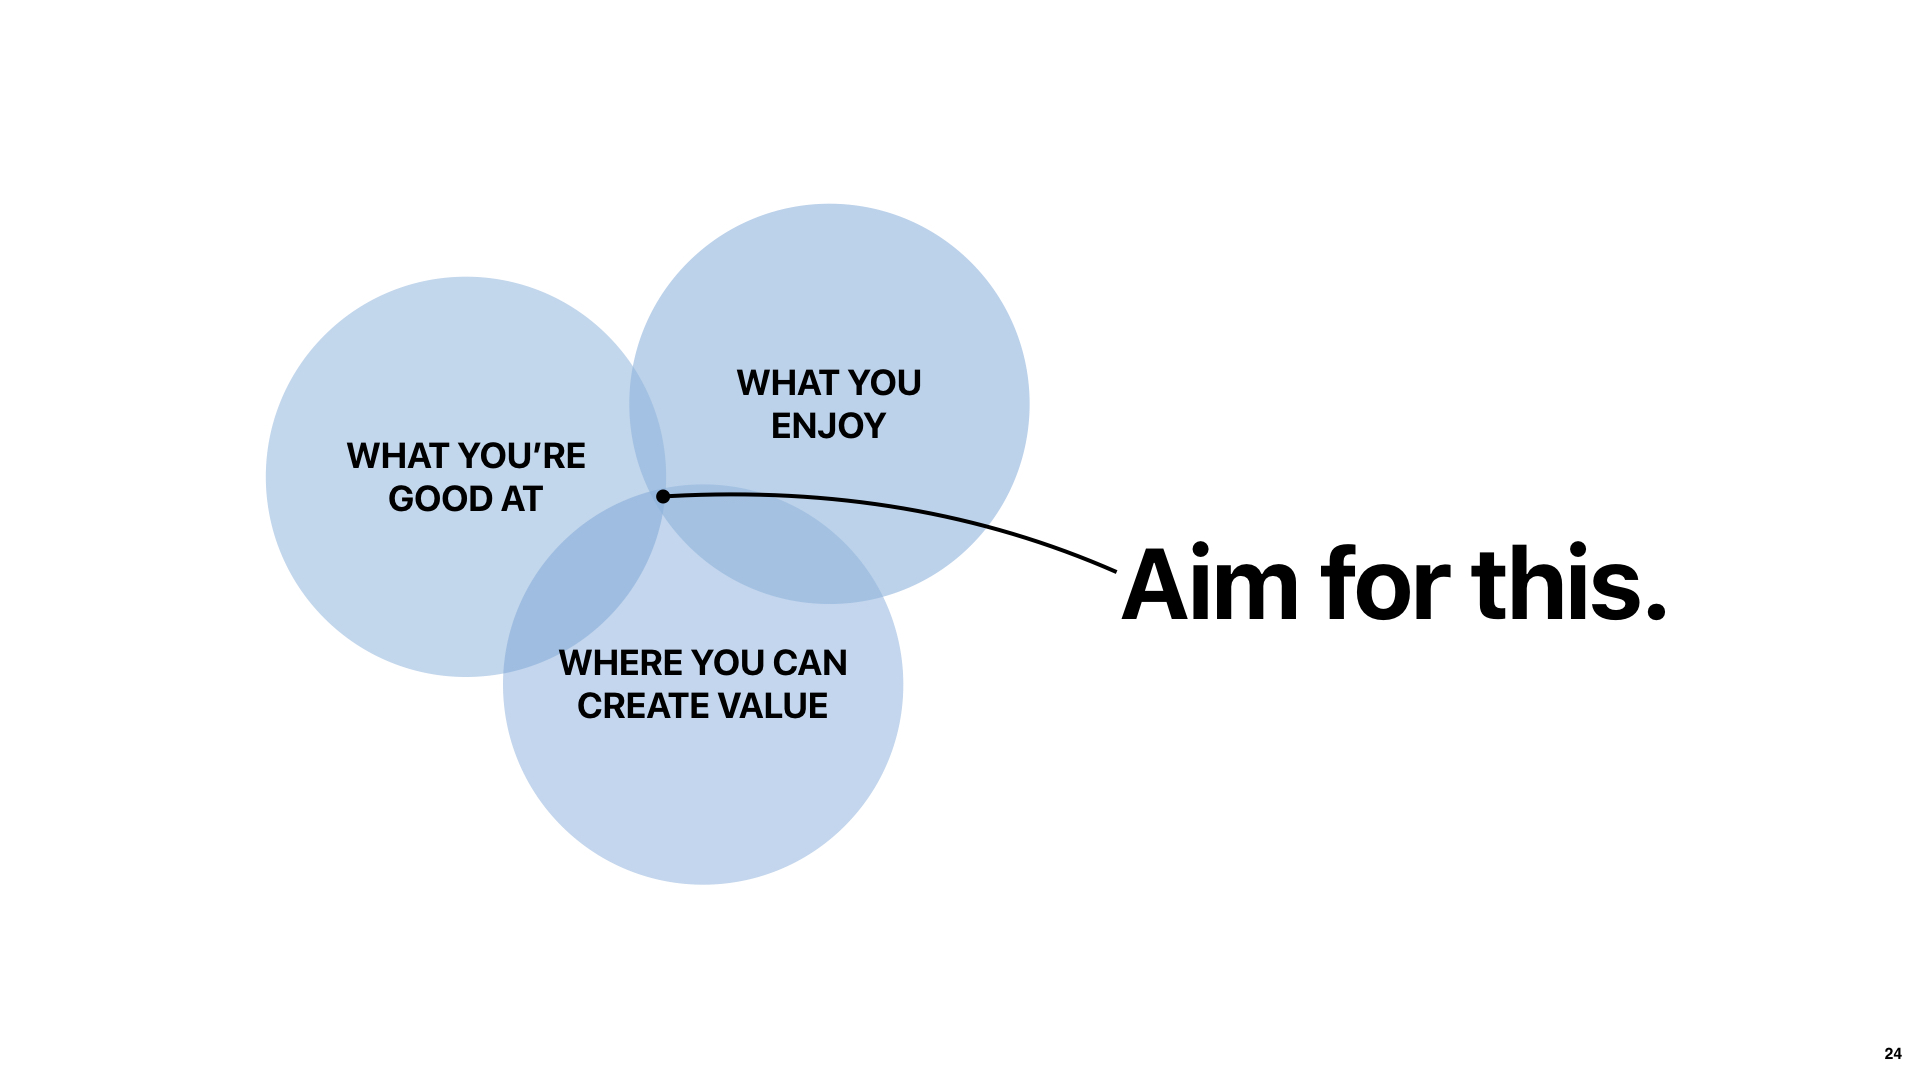 WHAT YOU
ENJOY
WHAT YOU’RE
GOOD AT
WHERE YOU CAN
CREATE VALUE
Aim for this.
24